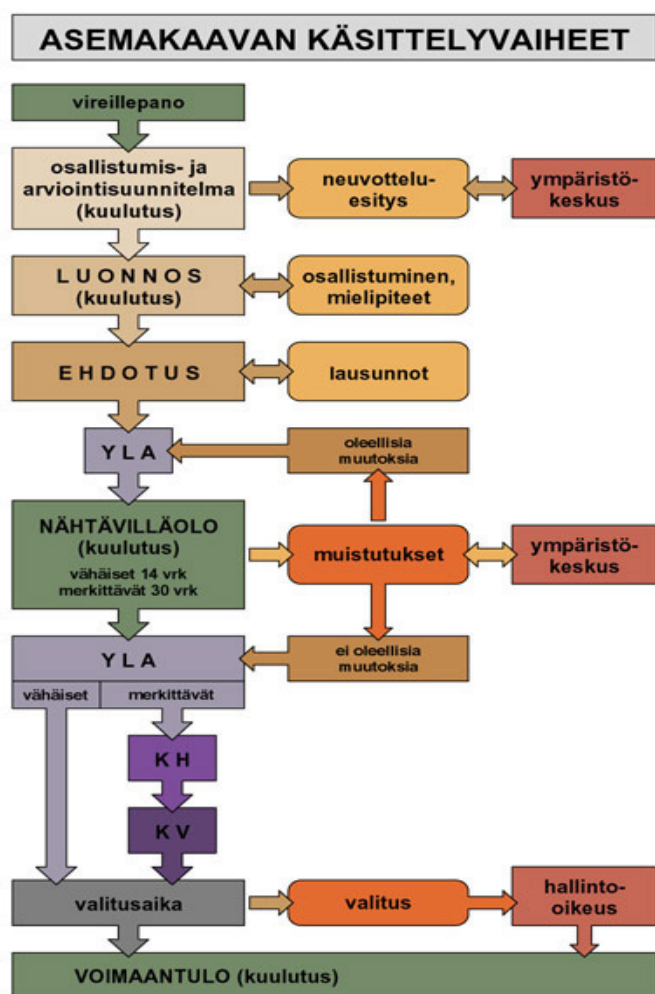 ASEMAKAAVAN KÄSITTELYVAIHEET
vireillepano
osallistumis- ja
arviointisuunnitelma
(kuulutus)
neuvottelu-
esitys
ympäristö-
keskus
L U O N N O S
(kuulutus)
osallistuminen,
mielipiteet
E H D O T U S
lausunnot
Y L A
oleellisia
muutoksia
NÄHTÄVILLÄOLO
(kuulutus)
vähäiset 14 vrk
merkittävät 30 vrk
muistutukset
ympäristö-
keskus
Y L A
ei oleellisia
muutoksia
vähäiset
merkittävät
K H
K V
valitusaika
valitus
hallinto-
oikeus
VOIMAANTULO (kuulutus)